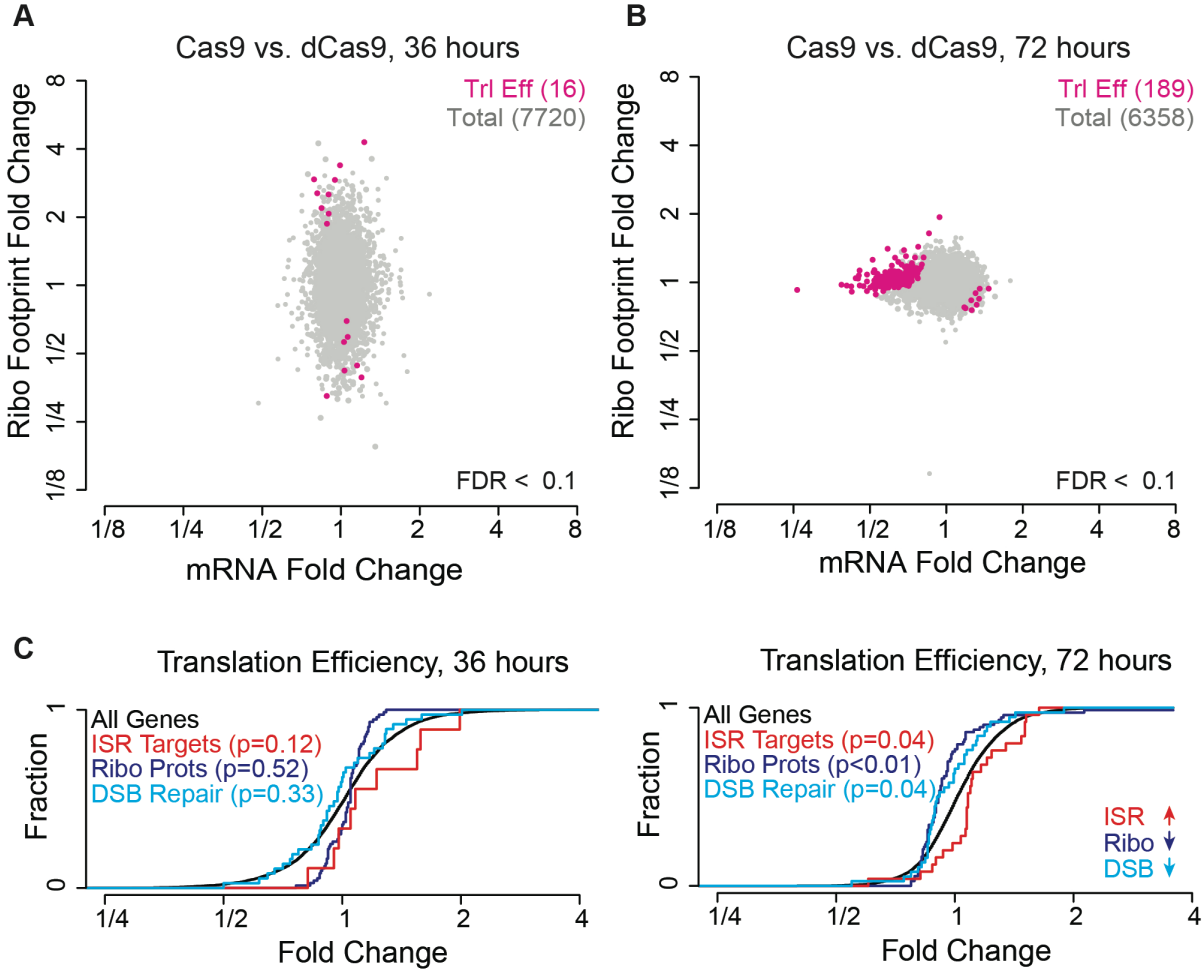 A
Cas9 vs. dCas9, 36 hours
Trl Eff (16)
Total (7720)
Ribo Footprint Fold Change
8
4
2
1
1/2
1/4
1/8
FDR < 0.1
1/8 1/4 1/2 1 2 4 8
mRNA Fold Change
B
Cas9 vs. dCas9, 72 hours
Trl Eff (189)
Total (6358)
Ribo Footprint Fold Change
8
4
2
1
1/2
1/4
1/8
FDR < 0.1
1/8 1/4 1/2 1 2 4 8
mRNA Fold Change
C
Translation Efficiency, 36 hours
Fraction
1
0
All Genes
ISR Targets (p=0.12)
Ribo Prots (p=0.52)
DSB Repair (p=0.33)
1/4 1/2 1 2 4
Fold Change
Translation Efficiency, 72 hours
Fraction
1
0
All Genes
ISR Targets (p=0.04)
Ribo Prots (p<0.01)
DSB Repair (p=0.04)
ISR
Ribo
DSB
1/4 1/2 1 2 4
Fold Change